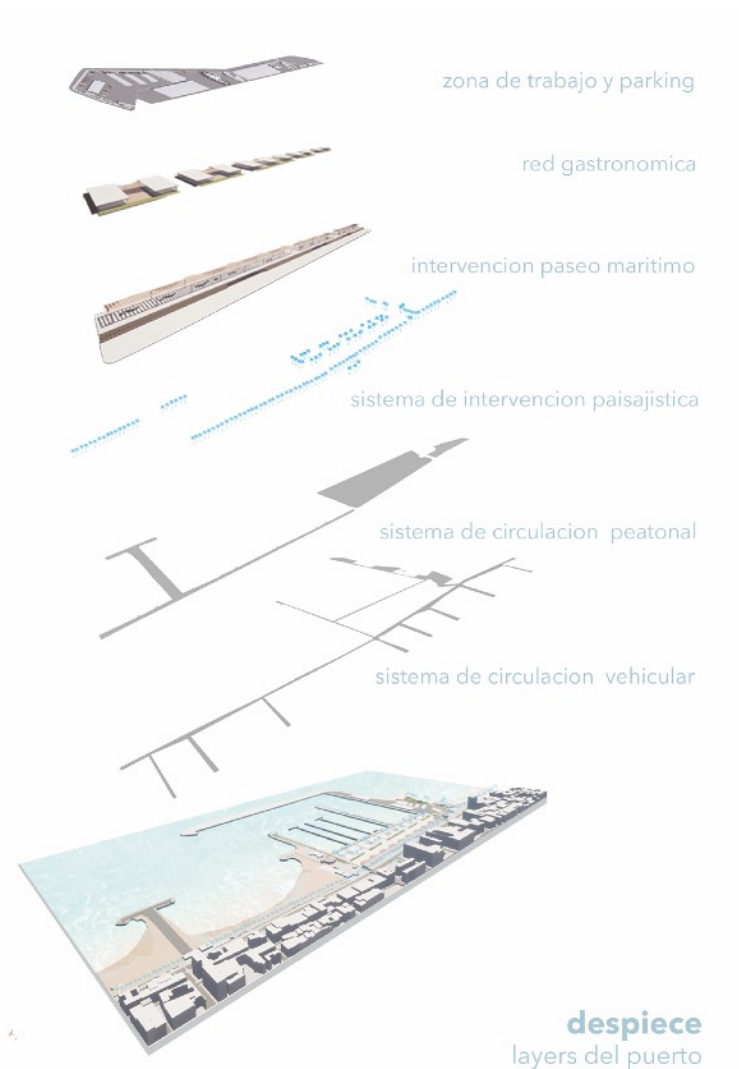 zona de trabajo y parking
red gastronomica
intervencion paseo maritimo
sistema de intervencion paisajistica
sistema de circulacion peatonal
sistema de circulacion vehicular
despiece
layers del puerto